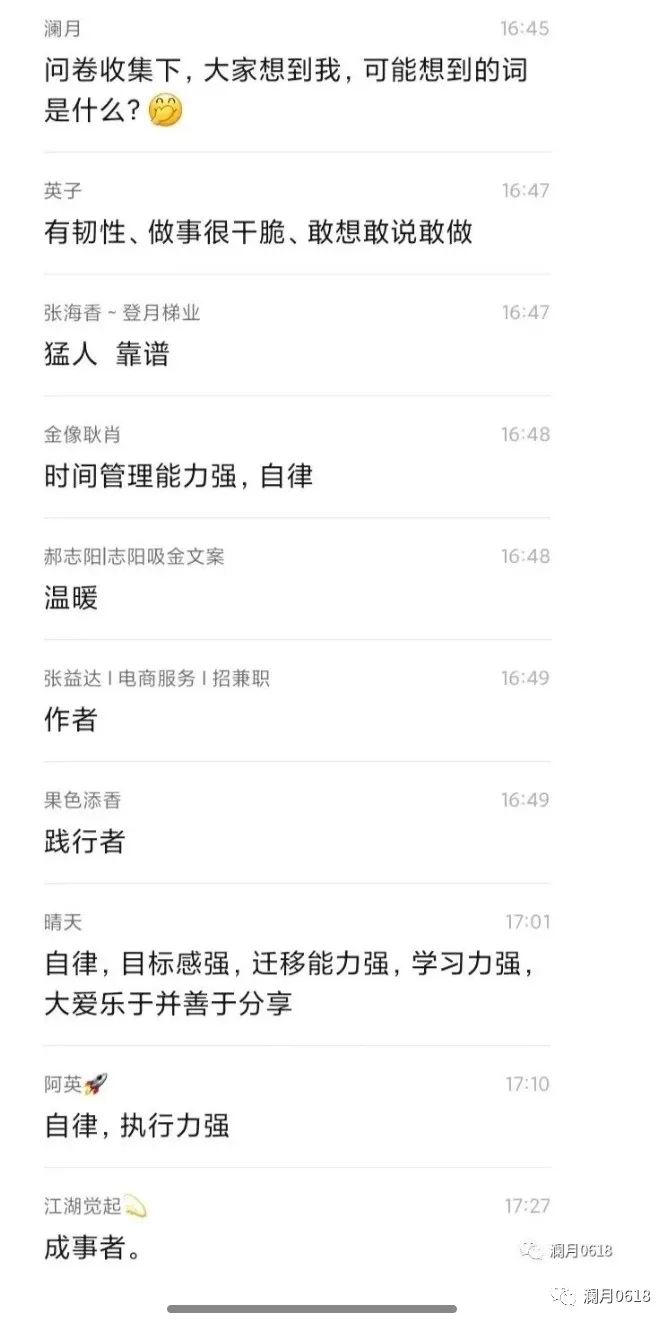 澜月 16:45
问卷收集下，大家想到我，可能想到的词
是什么？🤭
英子 16:47
有韧性、做事很干脆、敢想敢说敢做
张海香~登月梯业 16:47
猛人 靠谱
金像耿肖 16:48
时间管理能力强，自律
郝志阳|志阳吸金文案 16:48
温暖
张益达 l 电商服务 l 招兼职 16:49
作者
果色添香 16:49
践行者
晴天 17:01
自律，目标感强，迁移能力强，学习力强，
大爱乐于并善于分享
阿英🚀 17:10
自律，执行力强
江湖觉起💫 17:27
成事者。
澜月0618
澜月0618